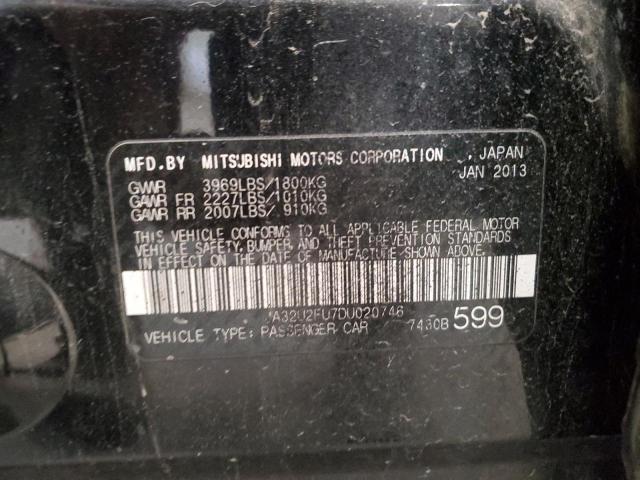 MFD.BY MITSUBISHI MOTORS CORPORATION , JAPAN
JAN 2013
GVWR 3969LBS/1800KG
GAWR FR 2227LBS/1010KG
GAWR RR 2007LBS/ 910KG
THIS VEHICLE CONFORMS TO ALL APPLICABLE FEDERAL MOTOR
VEHICLE SAFETY, BUMPER, AND THEFT PREVENTION STANDARDS
IN EFFECT ON THE DATE OF MANUFACTURE SHOWN ABOVE.
JA32U2FU7DU020746
VEHICLE TYPE: PASSENGER CAR 7430B 599